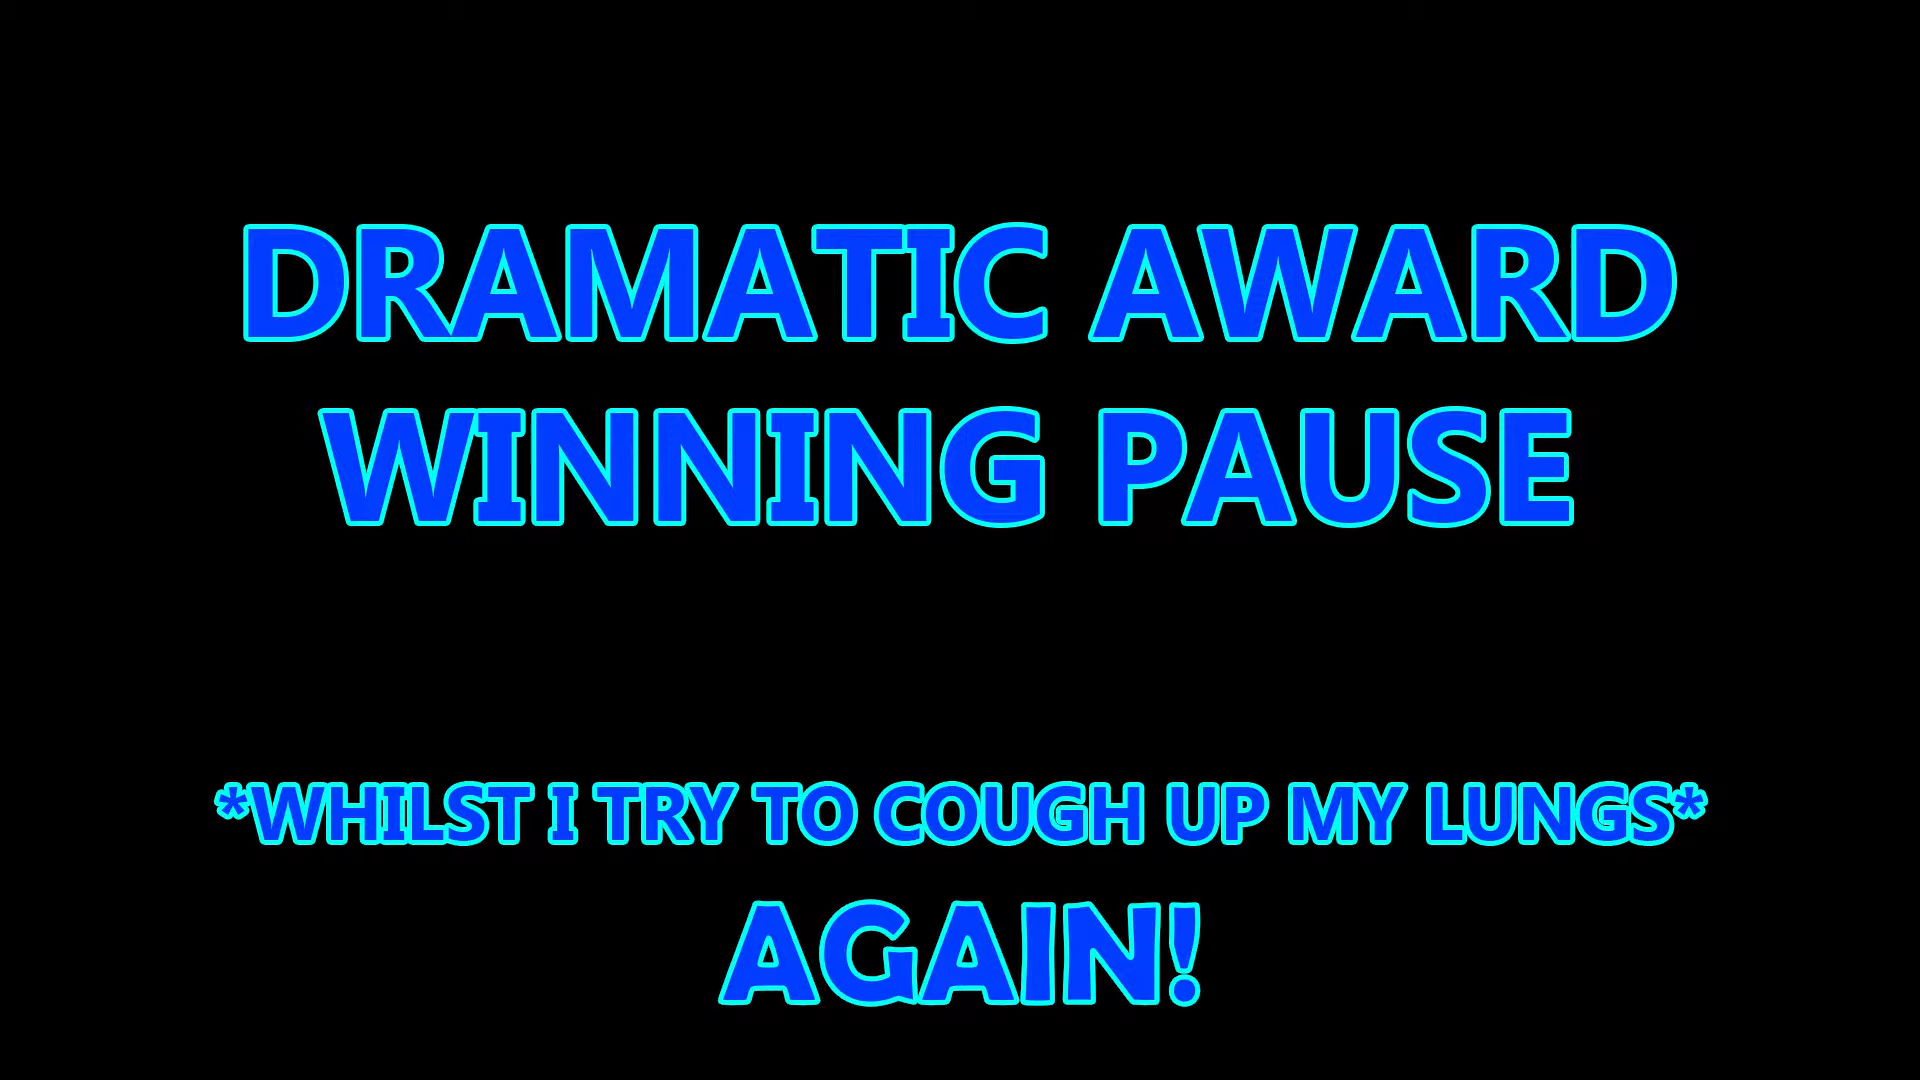 DRAMATIC AWARD
WINNING PAUSE
*WHILST I TRY TO COUGH UP MY LUNGS*
AGAIN!